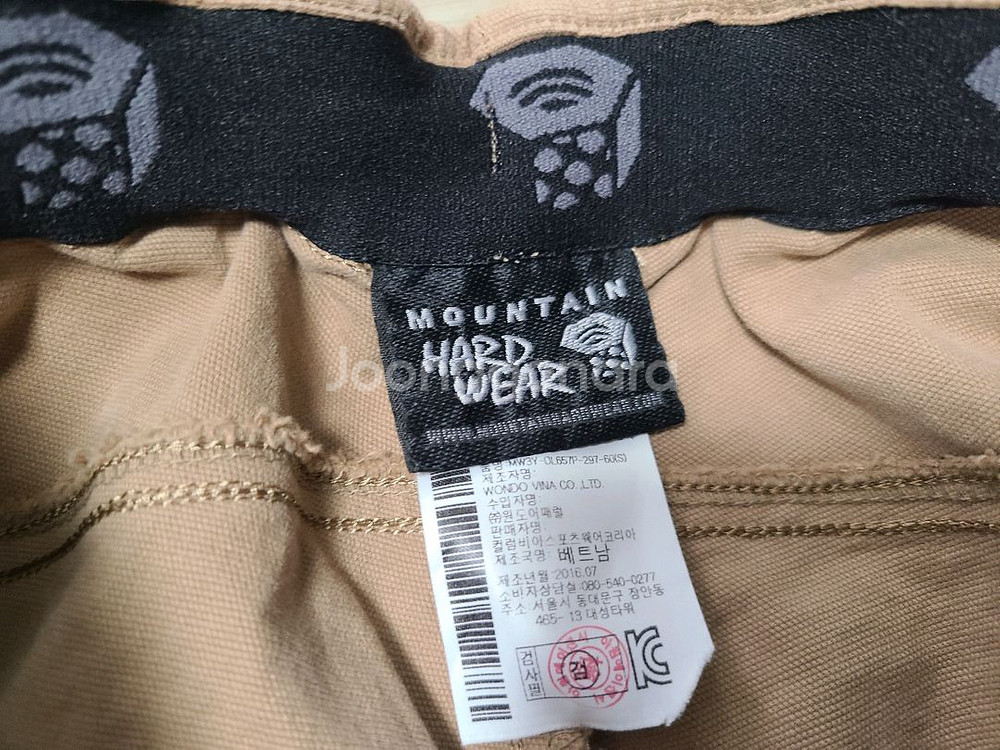 MOUNTAIN
HARD
WEAR
품명: MW3Y-OL657P-297-60(S)
제조자명:
WONDO VINA CO.,LTD.
수입자명:
㈜원도어패럴
판매자명:
컬럼비아스포츠웨어코리아
제조국명: 베트남
제조년월:2016.07
소비자상담실:080-540-0277
주소:서울시 동대문구 장안동
465-13 대성타워
검사필
검